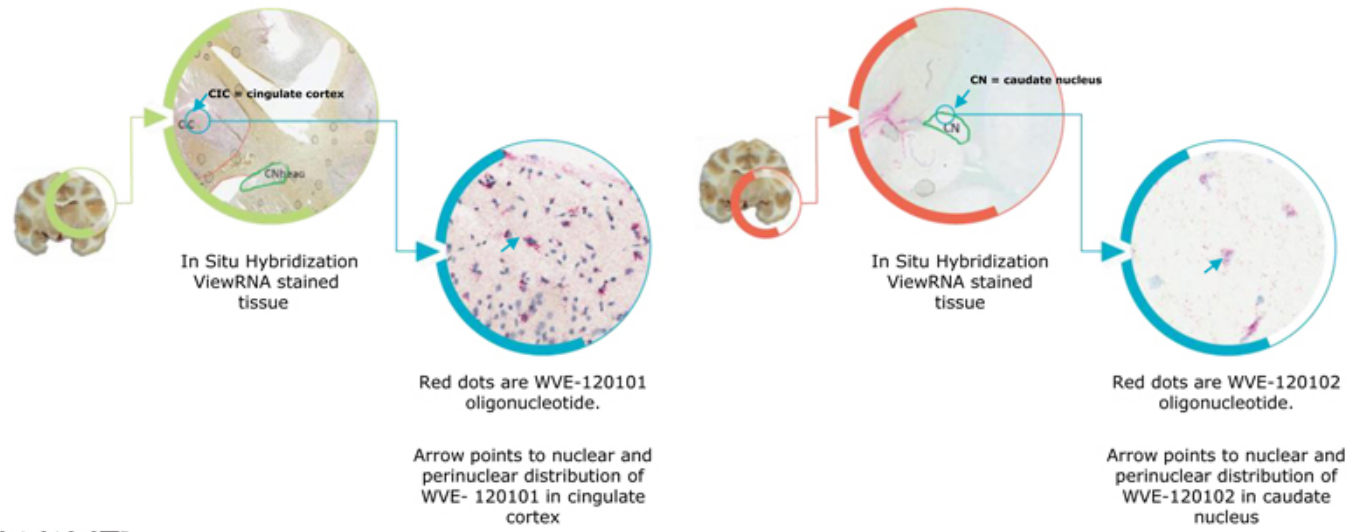 CIC = cingulate cortex
CIC
CNhead
In Situ Hybridization
ViewRNA stained
tissue
Red dots are WVE-120101
oligonucleotide.
Arrow points to nuclear and
perinuclear distribution of
WVE- 120101 in cingulate
cortex
CN = caudate nucleus
CN
In Situ Hybridization
ViewRNA stained
tissue
Red dots are WVE-120102
oligonucleotide.
Arrow points to nuclear and
perinuclear distribution of
WVE-120102 in caudate
nucleus